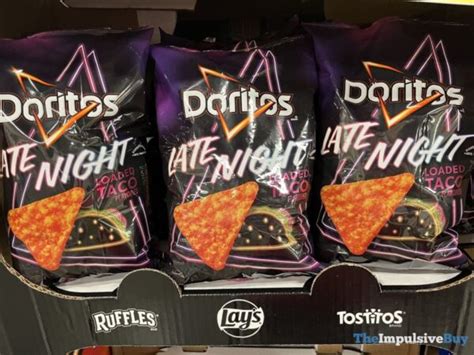 Doritos
LATE NIGHT
LOADED
TACO
Doritos
LATE NIGHT
LOADED
TACO
Doritos
LATE NIGHT
LOADED
TACO
RUFFLES
Lay's
TOSTITOS
BRAND
TheImpulsiveBuy